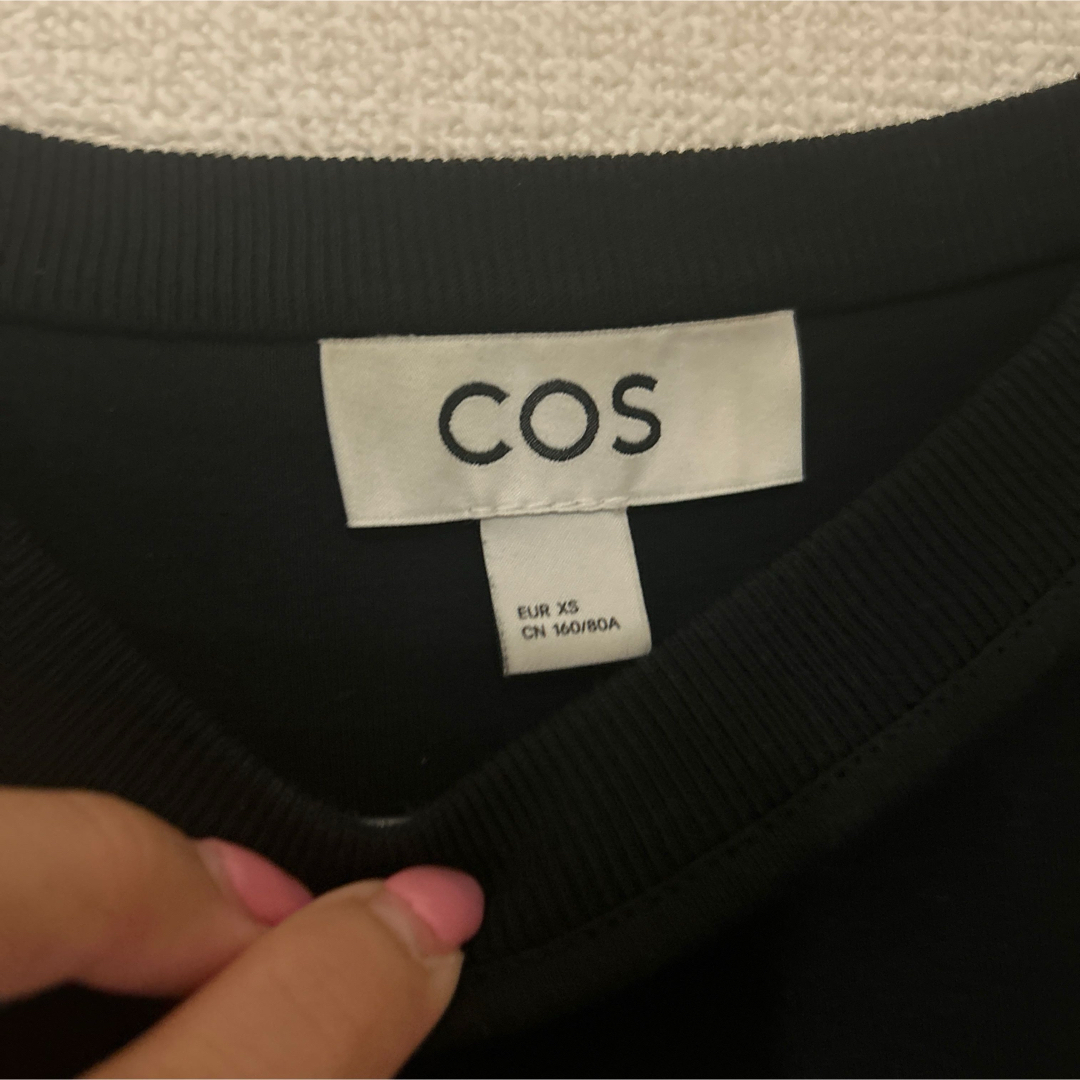 COS
EUR XS
CN 160/80A